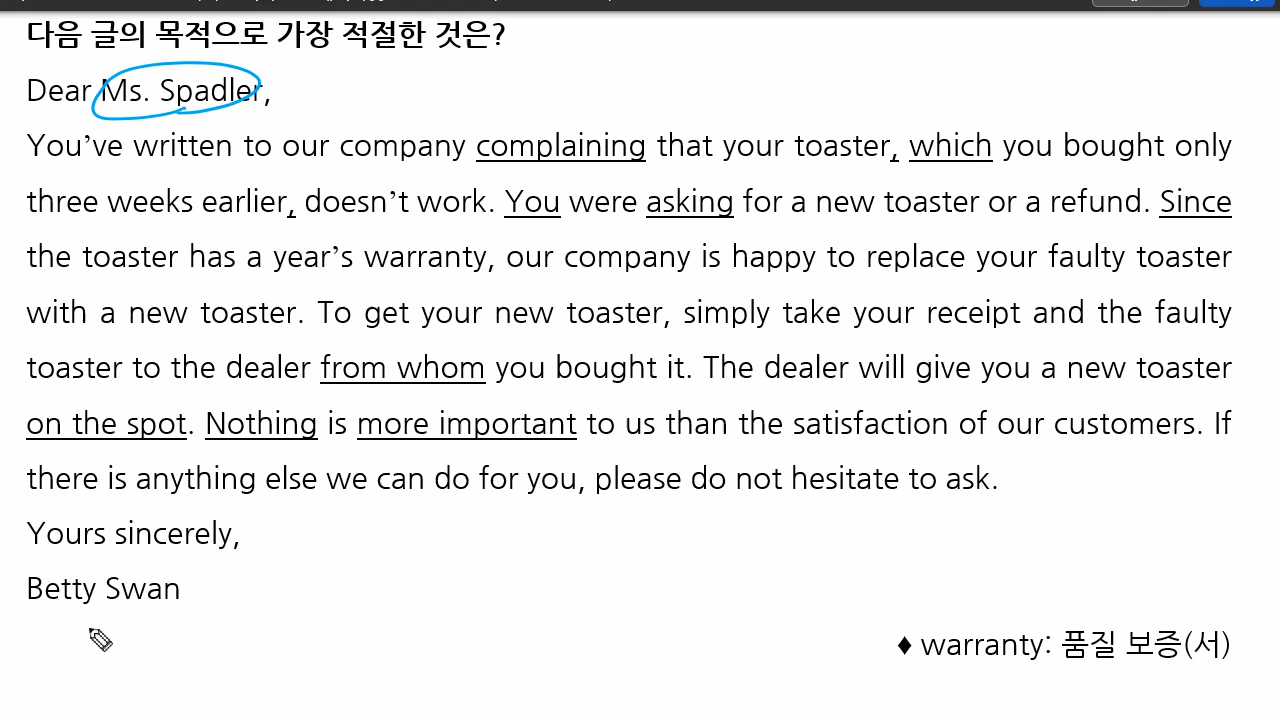 다음 글의 목적으로 가장 적절한 것은?
Dear Ms. Spadler,
You’ve written to our company complaining that your toaster, which you bought only
three weeks earlier, doesn’t work. You were asking for a new toaster or a refund. Since
the toaster has a year’s warranty, our company is happy to replace your faulty toaster
with a new toaster. To get your new toaster, simply take your receipt and the faulty
toaster to the dealer from whom you bought it. The dealer will give you a new toaster
on the spot. Nothing is more important to us than the satisfaction of our customers. If
there is anything else we can do for you, please do not hesitate to ask.
Yours sincerely,
Betty Swan
♦ warranty: 품질 보증(서)